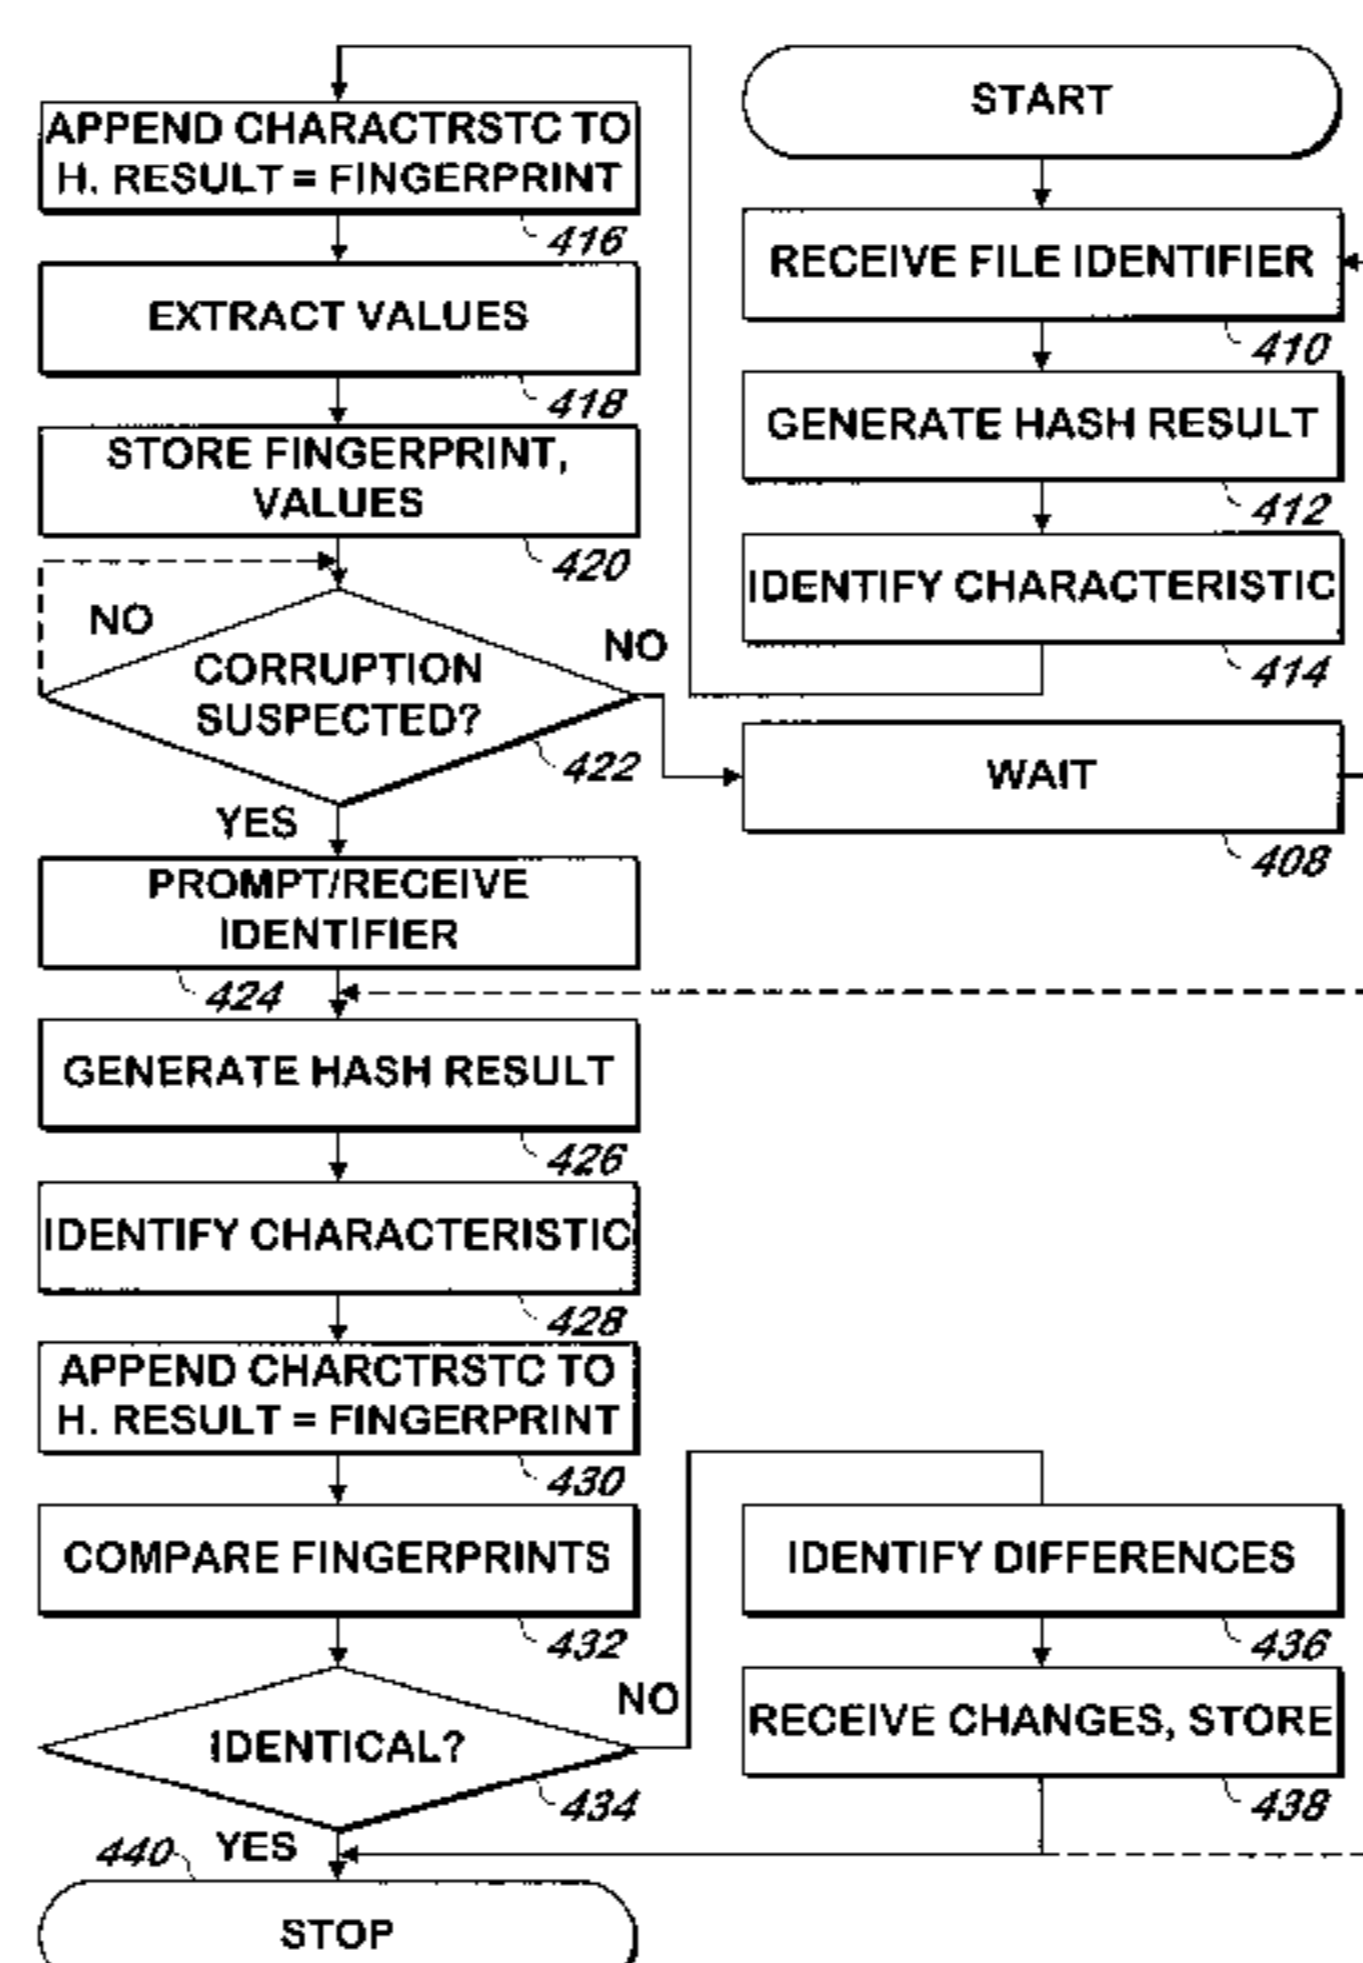 START
RECEIVE FILE IDENTIFIER
410
GENERATE HASH RESULT
412
IDENTIFY CHARACTERISTIC
414
APPEND CHARACTRSTC TO
H. RESULT = FINGERPRINT
416
EXTRACT VALUES
418
STORE FINGERPRINT,
VALUES
420
NO
CORRUPTION
SUSPECTED?
NO
422
YES
WAIT
408
PROMPT/RECEIVE
IDENTIFIER
424
GENERATE HASH RESULT
426
IDENTIFY CHARACTERISTIC
428
APPEND CHARCTRSTC TO
H. RESULT = FINGERPRINT
430
COMPARE FINGERPRINTS
432
IDENTICAL?
NO
434
YES
IDENTIFY DIFFERENCES
436
RECEIVE CHANGES, STORE
438
440
STOP